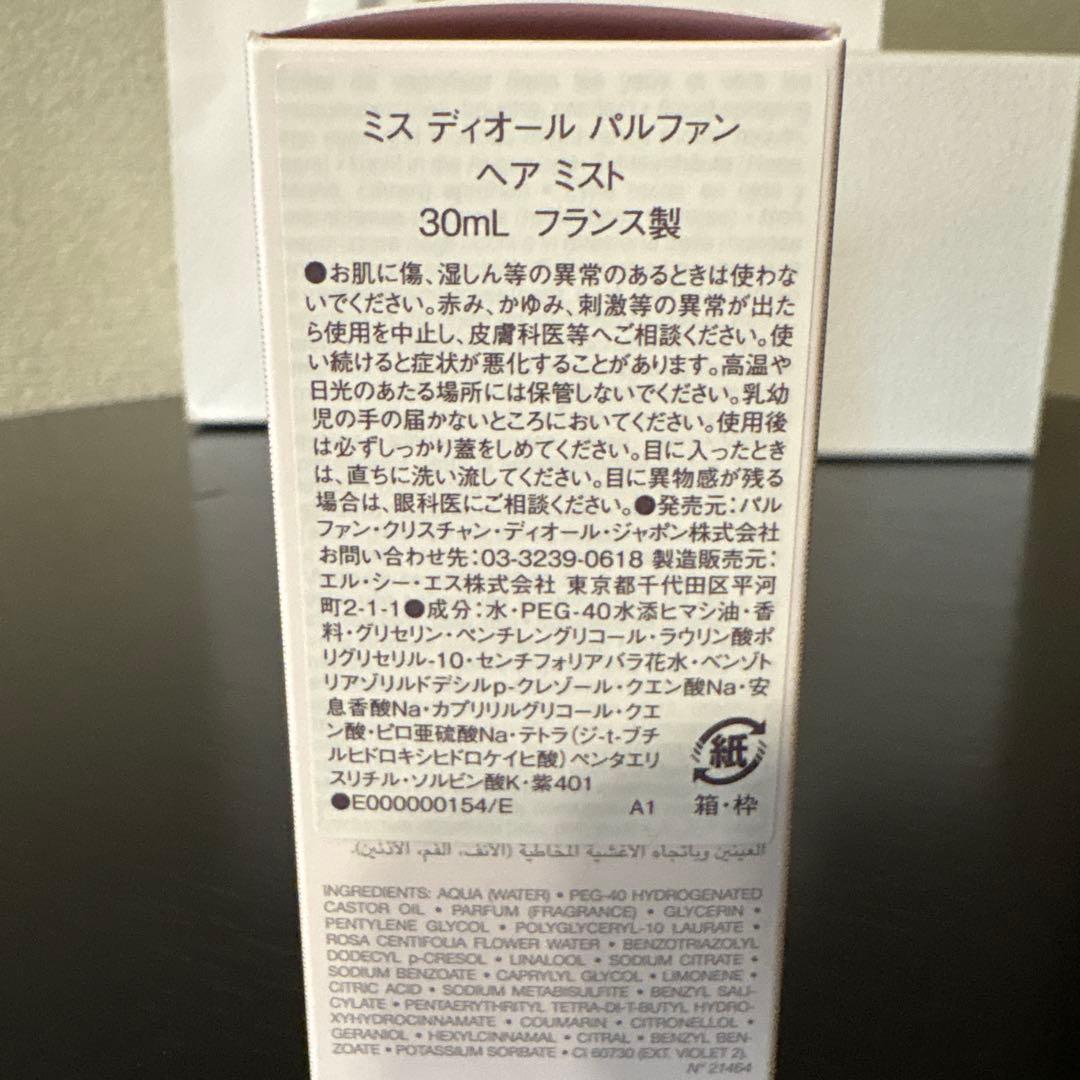 ミス ディオール パルファン
ヘア ミスト
30mL フランス製
●お肌に傷、湿しん等の異常のあるときは使わな
いでください。赤み、かゆみ、刺激等の異常が出た
ら使用を中止し、皮膚科医等へご相談ください。使
い続けると症状が悪化することがあります。高温や
日光のあたる場所には保管しないでください。乳幼
児の手の届かないところにおいてください。使用後
は必ずしっかり蓋をしめてください。目に入ったとき
は、直ちに洗い流してください。目に異物感が残る
場合は、眼科医にご相談ください。●発売元：パル
ファン・クリスチャン・ディオール・ジャポン株式会社
お問い合わせ先：03-3239-0618 製造販売元：
エル・シー・エス株式会社 東京都千代田区平河
町2-1-1●成分：水・PEG-40水添ヒマシ油・香
料・グリセリン・ペンチレングリコール・ラウリン酸ポ
リグリセリル-10・センチフォリアバラ花水・ベンゾト
リアゾリルドデシルp-クレゾール・クエン酸Na・安
息香酸Na・カプリリルグリコール・クエ
ン酸・ピロ亜硫酸Na・テトラ(ジ-t-ブチ
ルヒドロキシヒドロケイヒ酸)ペンタエリ
スリチル・ソルビン酸K・紫401
●E000000154/E A1
紙
箱・枠
العينين وباتجاه الأغشية المخاطية (الأنف، الفم، الأذنين).
INGREDIENTS: AQUA (WATER) • PEG-40 HYDROGENATED
CASTOR OIL • PARFUM (FRAGRANCE) • GLYCERIN •
PENTYLENE GLYCOL • POLYGLYCERYL-10 LAURATE •
ROSA CENTIFOLIA FLOWER WATER • BENZOTRIAZOLYL
DODECYL p-CRESOL • LINALOOL • SODIUM CITRATE •
SODIUM BENZOATE • CAPRYLYL GLYCOL • LIMONENE •
CITRIC ACID • SODIUM METABISULFITE • BENZYL SALI-
CYLATE • PENTAERYTHRITYL TETRA-DI-T-BUTYL HYDRO-
XYHYDROCINNAMATE • COUMARIN • CITRONELLOL •
GERANIOL • HEXYLCINNAMAL • CITRAL • BENZYL BEN-
ZOATE • POTASSIUM SORBATE • CI 60730 (EXT. VIOLET 2).
N° 21464